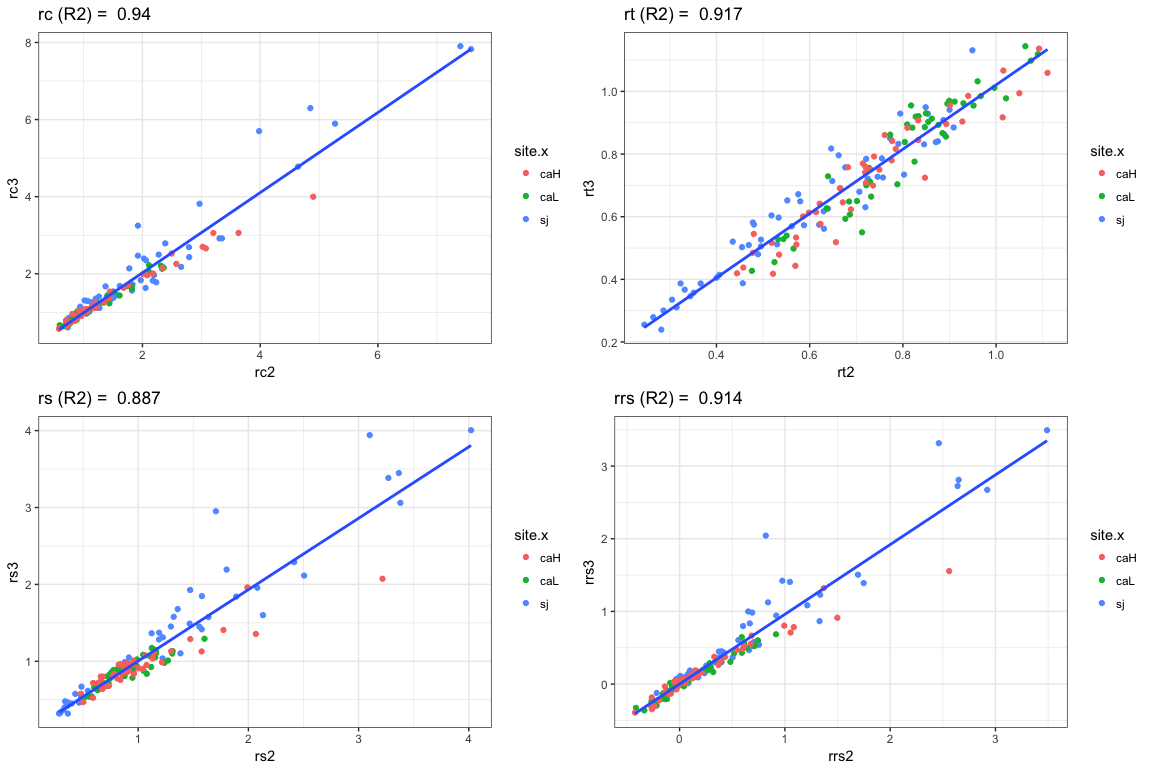 rc (R2) =  0.94
8
6
4
2
rc3
2
4
6
rc2
site.x
caH
caL
sj
rt (R2) =  0.917
1.0
0.8
0.6
0.4
0.2
rt3
0.4
0.6
0.8
1.0
rt2
site.x
caH
caL
sj
rs (R2) =  0.887
4
3
2
1
rs3
1
2
3
4
rs2
site.x
caH
caL
sj
rrs (R2) =  0.914
3
2
1
0
rrs3
0
1
2
3
rrs2
site.x
caH
caL
sj